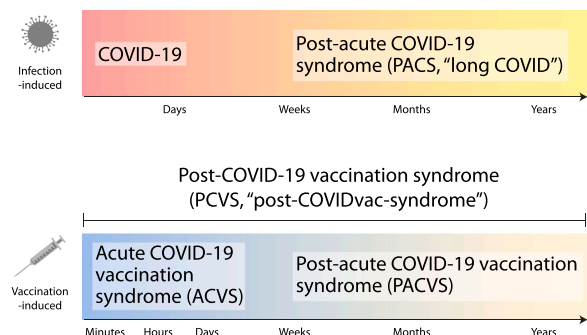 COVID-19
Post-acute COVID-19
syndrome (PACS, “long COVID”)
Infection
-induced
Days
Weeks
Months
Years
Post-COVID-19 vaccination syndrome
(PCVS, “post-COVIDvac-syndrome”)
Acute COVID-19
vaccination
syndrome (ACVS)
Post-acute COVID-19 vaccination
(PACVS)
Vaccination
-induced
Minutes
Hours
Days
Weeks
Months
Years